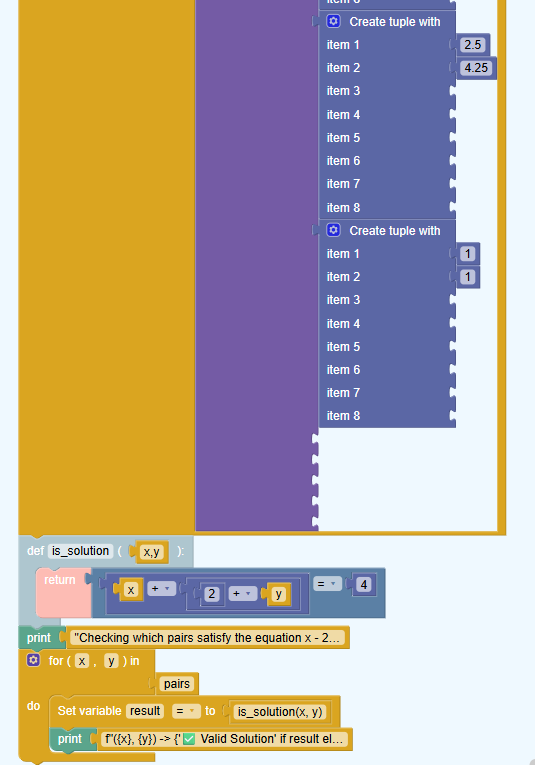 Create tuple with
item 1 2.5
item 2 4.25
item 3
item 4
item 5
item 6
item 7
item 8
Create tuple with
item 1 1
item 2 1
item 3
item 4
item 5
item 6
item 7
item 8
def is_solution ( x,y ):
return x + 2 + y = 4
print "Checking which pairs satisfy the equation x - 2...
for ( x , y ) in
pairs
do Set variable result = to is_solution(x, y)
print f"({x}, {y}) -> {'✅ Valid Solution' if result el...